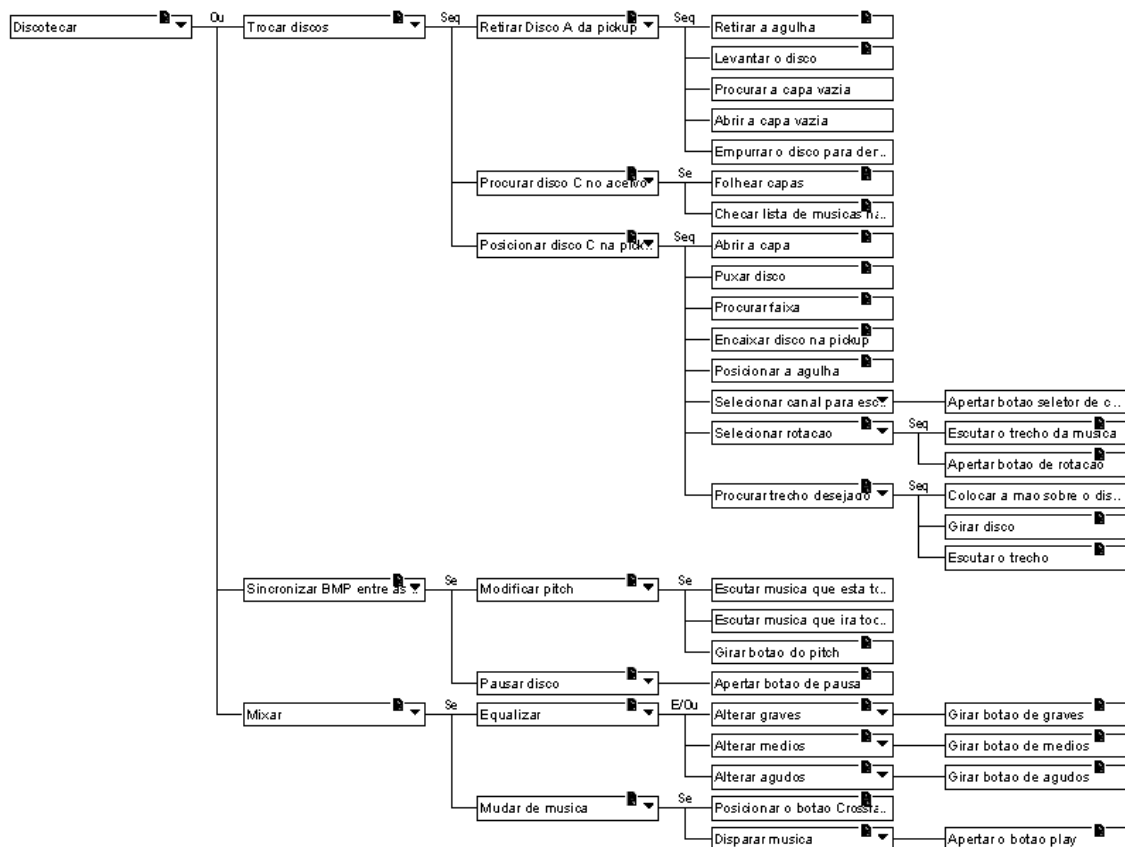 Discotecar
Ou
Trocar discos
Seq
Retirar Disco A da pickup
Seq
Retirar a agulha
Levantar o disco
Procurar a capa vazia
Abrir a capa vazia
Empurrar o disco para der..
Procurar disco C no acervo
Se
Folhear capas
Checar lista de musicas na..
Posicionar disco C na pick..
Seq
Abrir a capa
Puxar disco
Procurar faixa
Encaixar disco na pickup
Posicionar a agulha
Selecionar canal para esc..
Apertar botao seletor de c..
Selecionar rotacao
Seq
Escutar o trecho da musica
Apertar botao de rotacao
Procurar trecho desejado
Seq
Colocar a mao sobre o dis..
Girar disco
Escutar o trecho
Sincronizar BMP entre as ..
Se
Modificar pitch
Se
Escutar musica que esta to..
Escutar musica que ira toc..
Girar botao do pitch
Pausar disco
Apertar botao de pausa
Mixar
Se
Equalizar
E/Ou
Alterar graves
Girar botao de graves
Alterar medios
Girar botao de medios
Alterar agudos
Girar botao de agudos
Mudar de musica
Se
Posicionar o botao Crossfa..
Disparar musica
Apertar o botao play